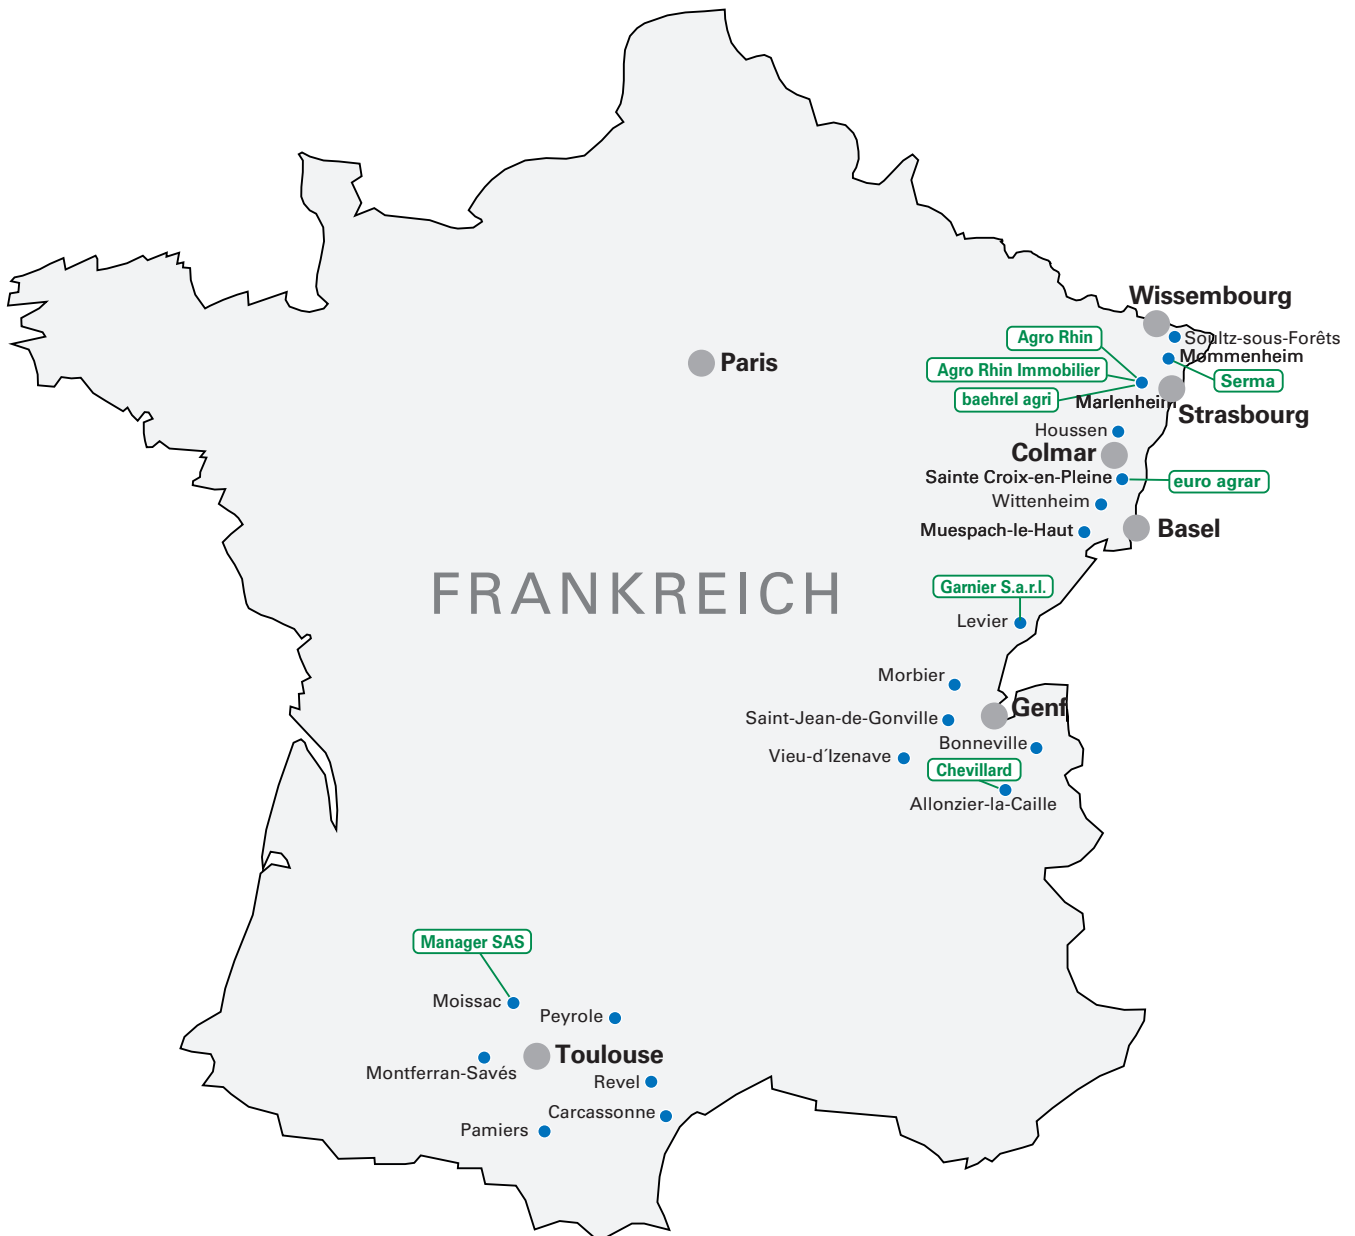 Wissembourg
Soultz-sous-Forêts
Agro Rhin
Mommenheim
Paris
Agro Rhin Immobilier
Serma
baehrel agri
Marlenheim
Strasbourg
Houssen
Colmar
Sainte Croix-en-Pleine
euro agrar
Wittenheim
Muespach-le-Haut
Basel
FRANKREICH
Garnier S.a.r.l.
Levier
Morbier
Genf
Saint-Jean-de-Gonville
Bonneville
Vieu-d´Izenave
Chevillard
Allonzier-la-Caille
Manager SAS
Moissac
Peyrole
Toulouse
Montferran-Savés
Revel
Carcassonne
Pamiers